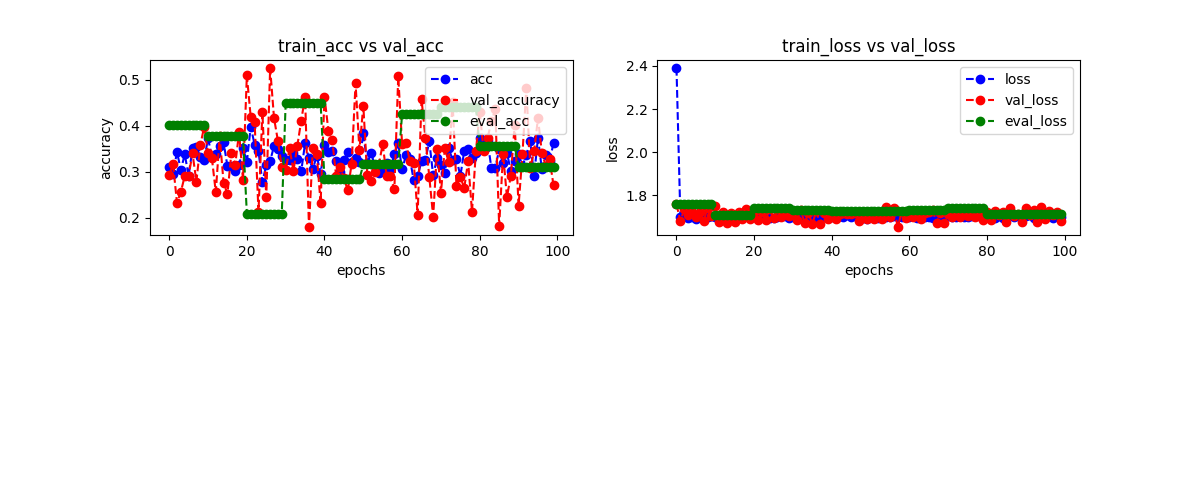 train_acc vs val_acc
accuracy
0.5
0.4
0.3
0.2
acc
val_accuracy
eval_acc
0 20 40 60 80 100
epochs
train_loss vs val_loss
loss
2.4
2.2
2.0
1.8
loss
val_loss
eval_loss
0 20 40 60 80 100
epochs